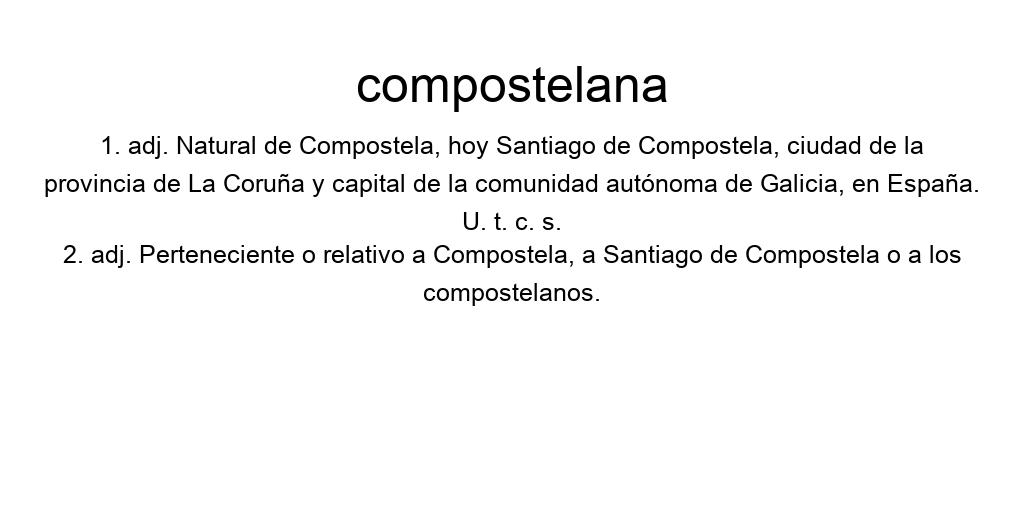 compostelana
1. adj. Natural de Compostela, hoy Santiago de Compostela, ciudad de la
provincia de La Coruña y capital de la comunidad autónoma de Galicia, en España.
U. t. c. s.
2. adj. Perteneciente o relativo a Compostela, a Santiago de Compostela o a los
compostelanos.